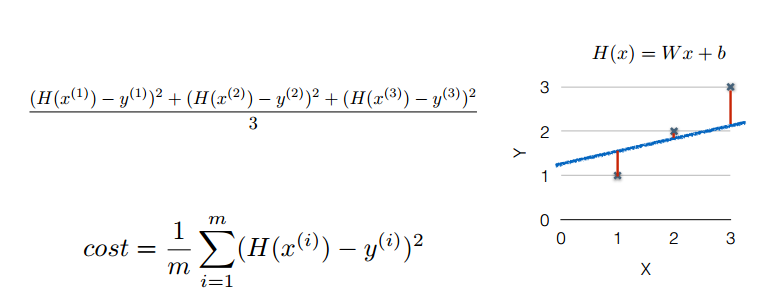 H(x) = Wx + b
(H(x⁽¹⁾) − y⁽¹⁾)² + (H(x⁽²⁾) − y⁽²⁾)² + (H(x⁽³⁾) − y⁽³⁾)²
3
cost = 1/m ∑ᵢ₌₁ᵐ (H(x⁽ⁱ⁾) − y⁽ⁱ⁾)²
3
2
1
0
Y
0 1 2 3
X